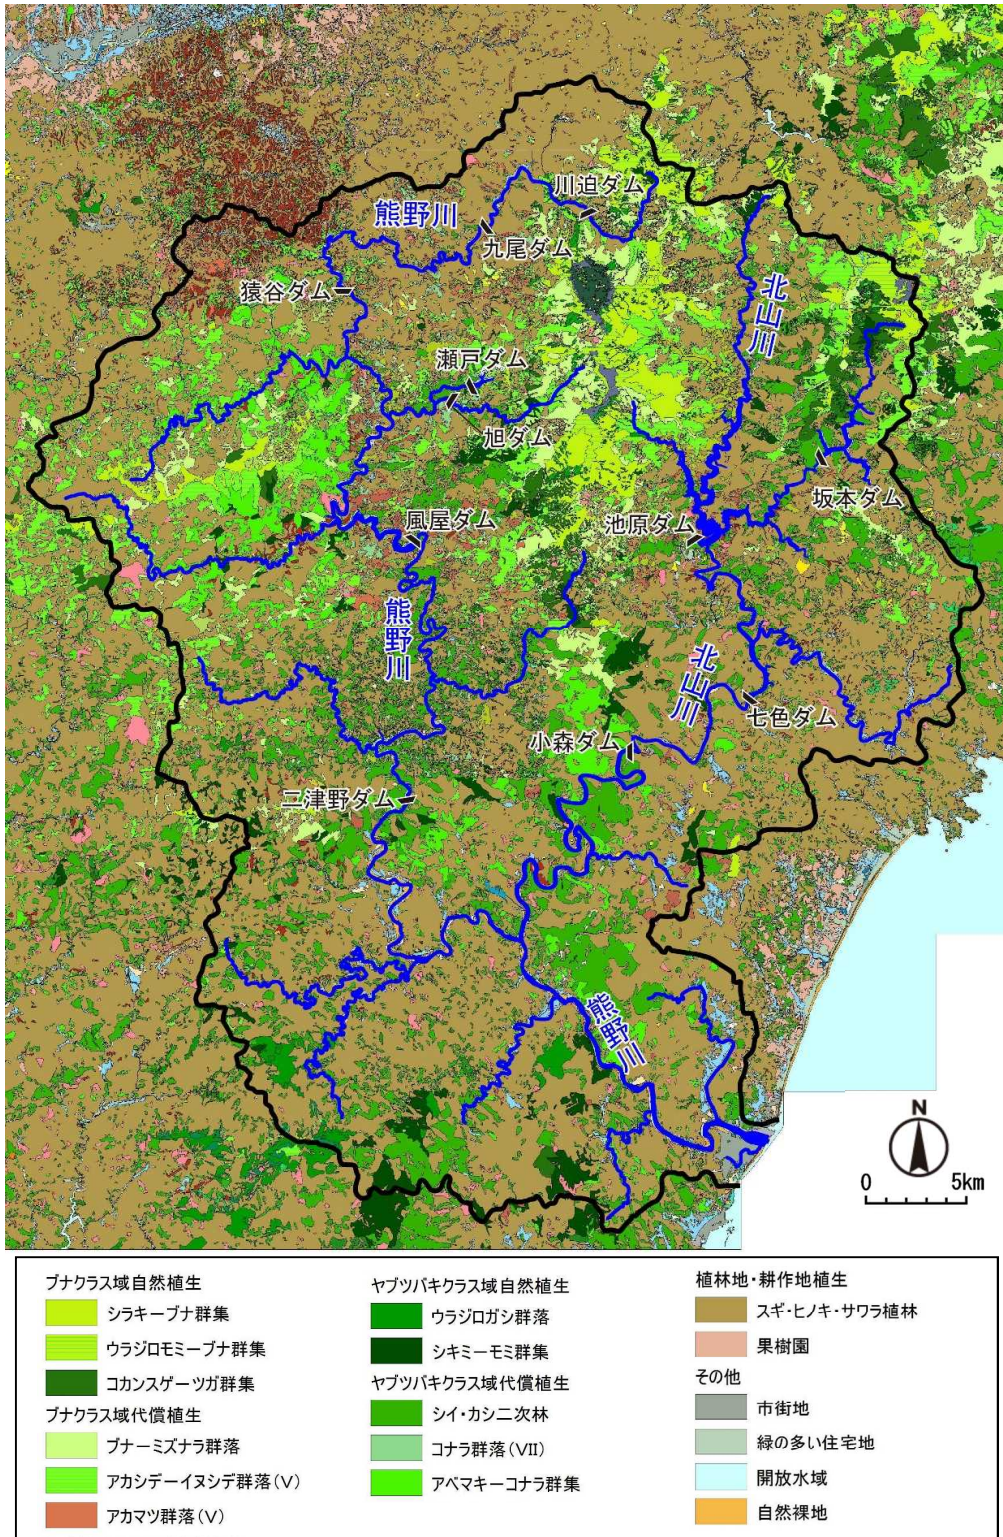 川迫ダム
熊野川
九尾ダム
猿谷ダム
北山川
瀬戸ダム
旭ダム
坂本ダム
風屋ダム
池原ダム
熊野川
北山川
七色ダム
小森ダム
二津野ダム
熊野川
N
0 5km
ブナクラス域自然植生
シラキーブナ群集
ウラジロモミーブナ群集
コカンスゲーツガ群集
ブナクラス域代償植生
ブナーミズナラ群落
アカシデーイヌシデ群落(V)
アカマツ群落(V)
ヤブツバキクラス域自然植生
ウラジロガシ群落
シキミーモミ群集
ヤブツバキクラス域代償植生
シイ・カシ二次林
コナラ群落(VII)
アベマキーコナラ群集
植林地・耕作地植生
スギ・ヒノキ・サワラ植林
果樹園
その他
市街地
緑の多い住宅地
開放水域
自然裸地